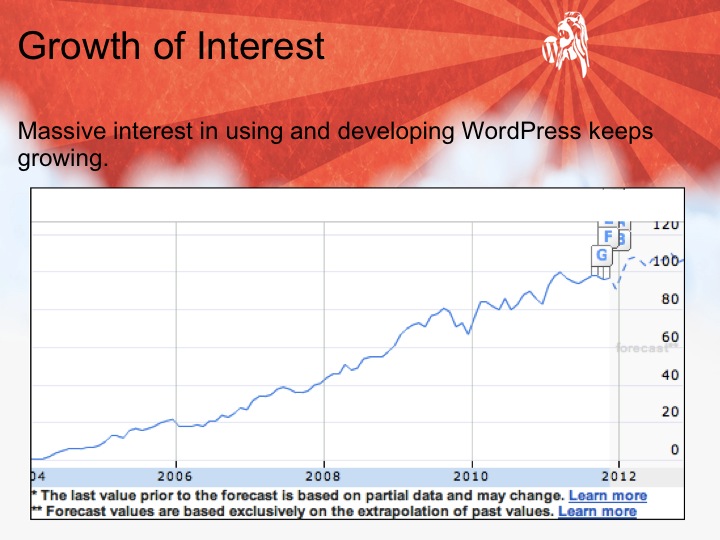 Growth of Interest
Massive interest in using and developing WordPress keeps
growing.
F
G
120
100
80
60
forecast**
40
20
0
04 2006 2008 2010 2012
* The last value prior to the forecast is based on partial data and may change. Learn more
** Forecast values are based exclusively on the extrapolation of past values. Learn more